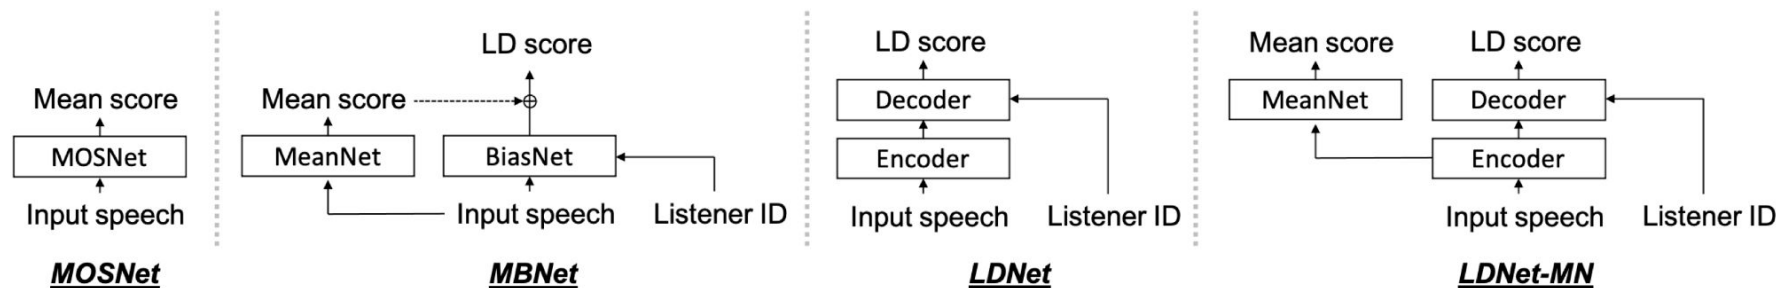 Mean score
MOSNet
Input speech
MOSNet
LD score
Mean score
MeanNet
BiasNet
Input speech
Listener ID
MBNet
LD score
Decoder
Encoder
Input speech
Listener ID
LDNet
Mean score
LD score
MeanNet
Decoder
Encoder
Input speech
Listener ID
LDNet-MN